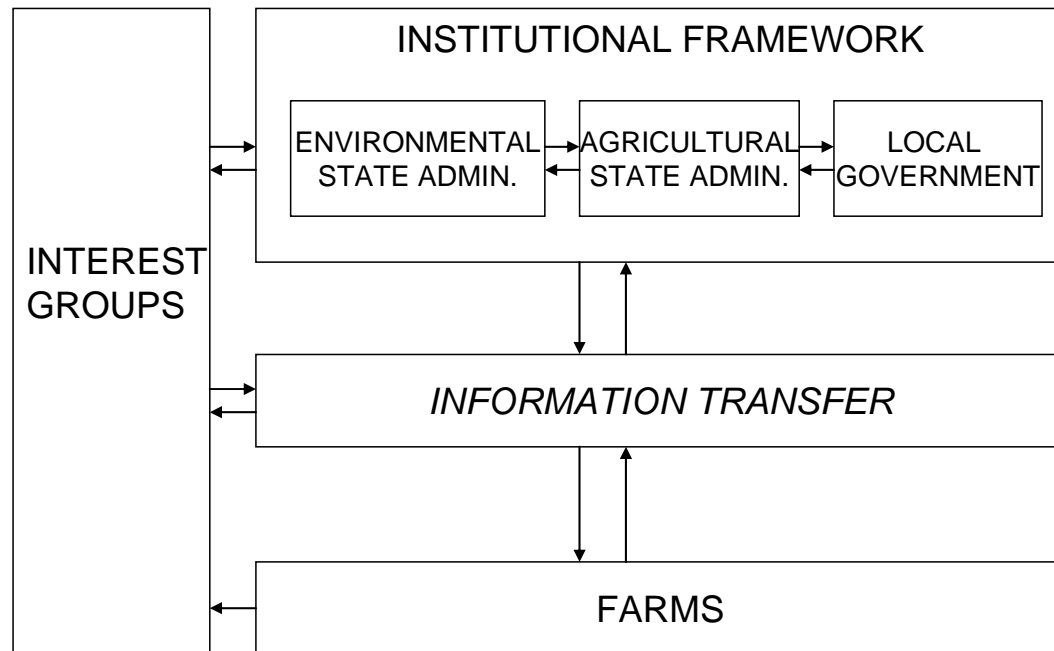 INSTITUTIONAL FRAMEWORK
ENVIRONMENTAL
STATE ADMIN.
AGRICULTURAL
STATE ADMIN.
LOCAL
GOVERNMENT
INTEREST
GROUPS
INFORMATION TRANSFER
FARMS